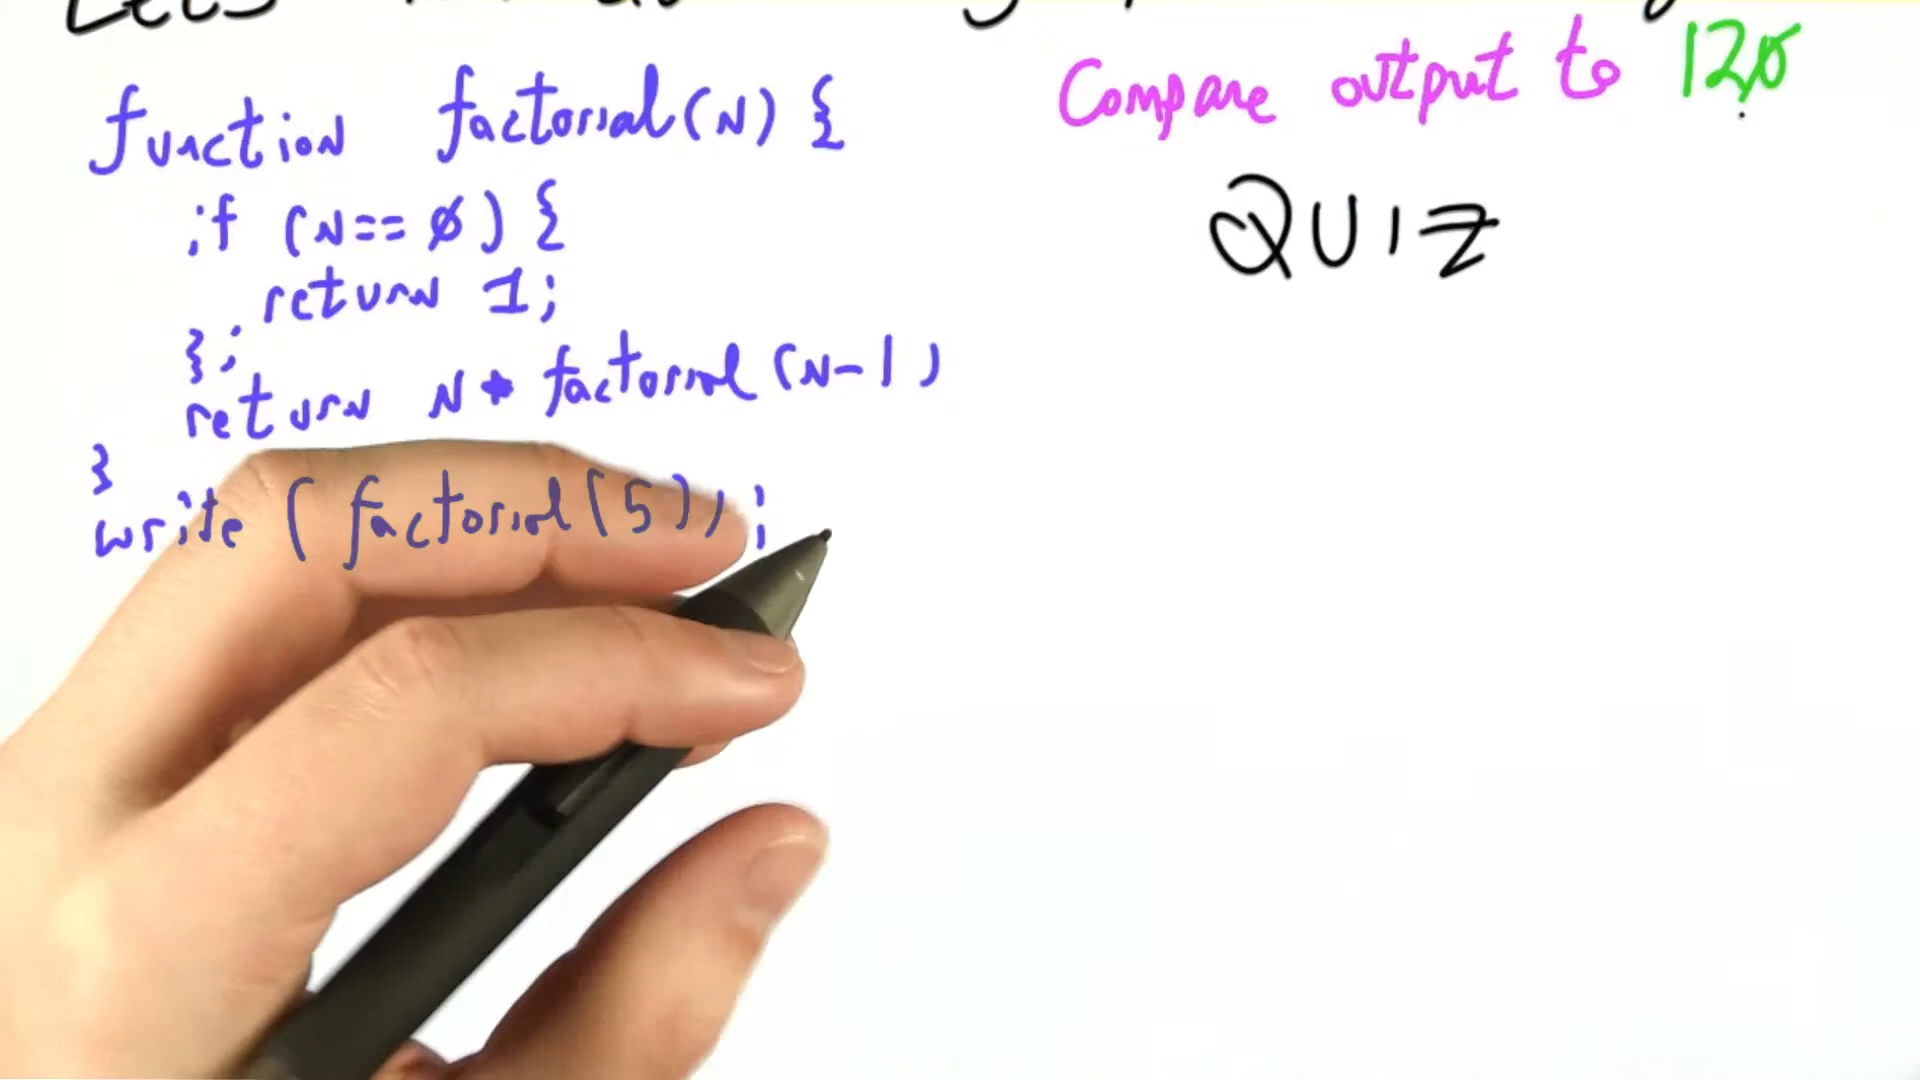 function factorial(N) {
if (N == 0) {
return 1;
};
return N * factorial (N-1)
}
write ( factorial (5));
Compare output to 120
QUIZ